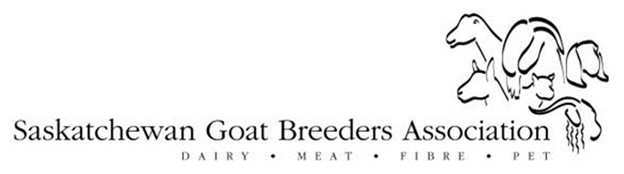 Saskatchewan Goat Breeders Association
DAIRY • MEAT • FIBRE • PET